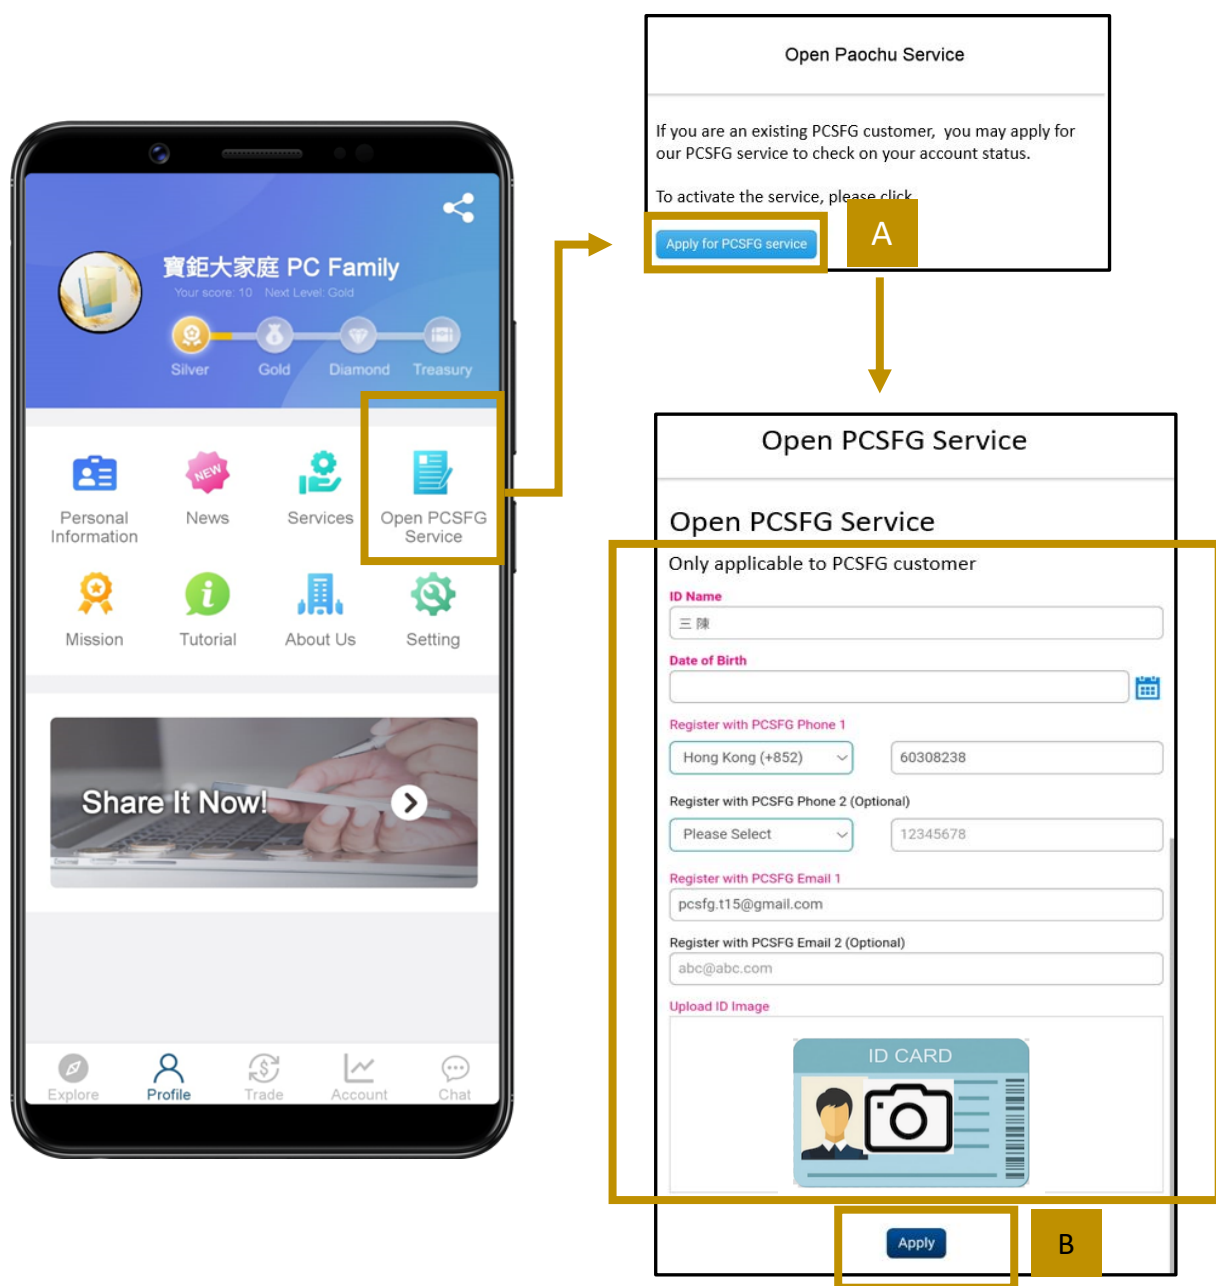 寶鉅大家庭 PC Family
Your score: 10 Next Level: Gold
Silver Gold Diamond Treasury
Personal Information
NEW
News
Services
Open PCSFG Service
Mission
i
Tutorial
About Us
Setting
Share It Now!
Explore Profile Trade Account Chat
Open Paochu Service
If you are an existing PCSFG customer, you may apply for
our PCSFG service to check on your account status.
To activate the service, please click
Apply for PCSFG service
A
Open PCSFG Service
Open PCSFG Service
Only applicable to PCSFG customer
ID Name
三 陳
Date of Birth
Register with PCSFG Phone 1
Hong Kong (+852) 60308238
Register with PCSFG Phone 2 (Optional)
Please Select 12345678
Register with PCSFG Email 1
pcsfg.t15@gmail.com
Register with PCSFG Email 2 (Optional)
abc@abc.com
Upload ID Image
ID CARD
Apply
B